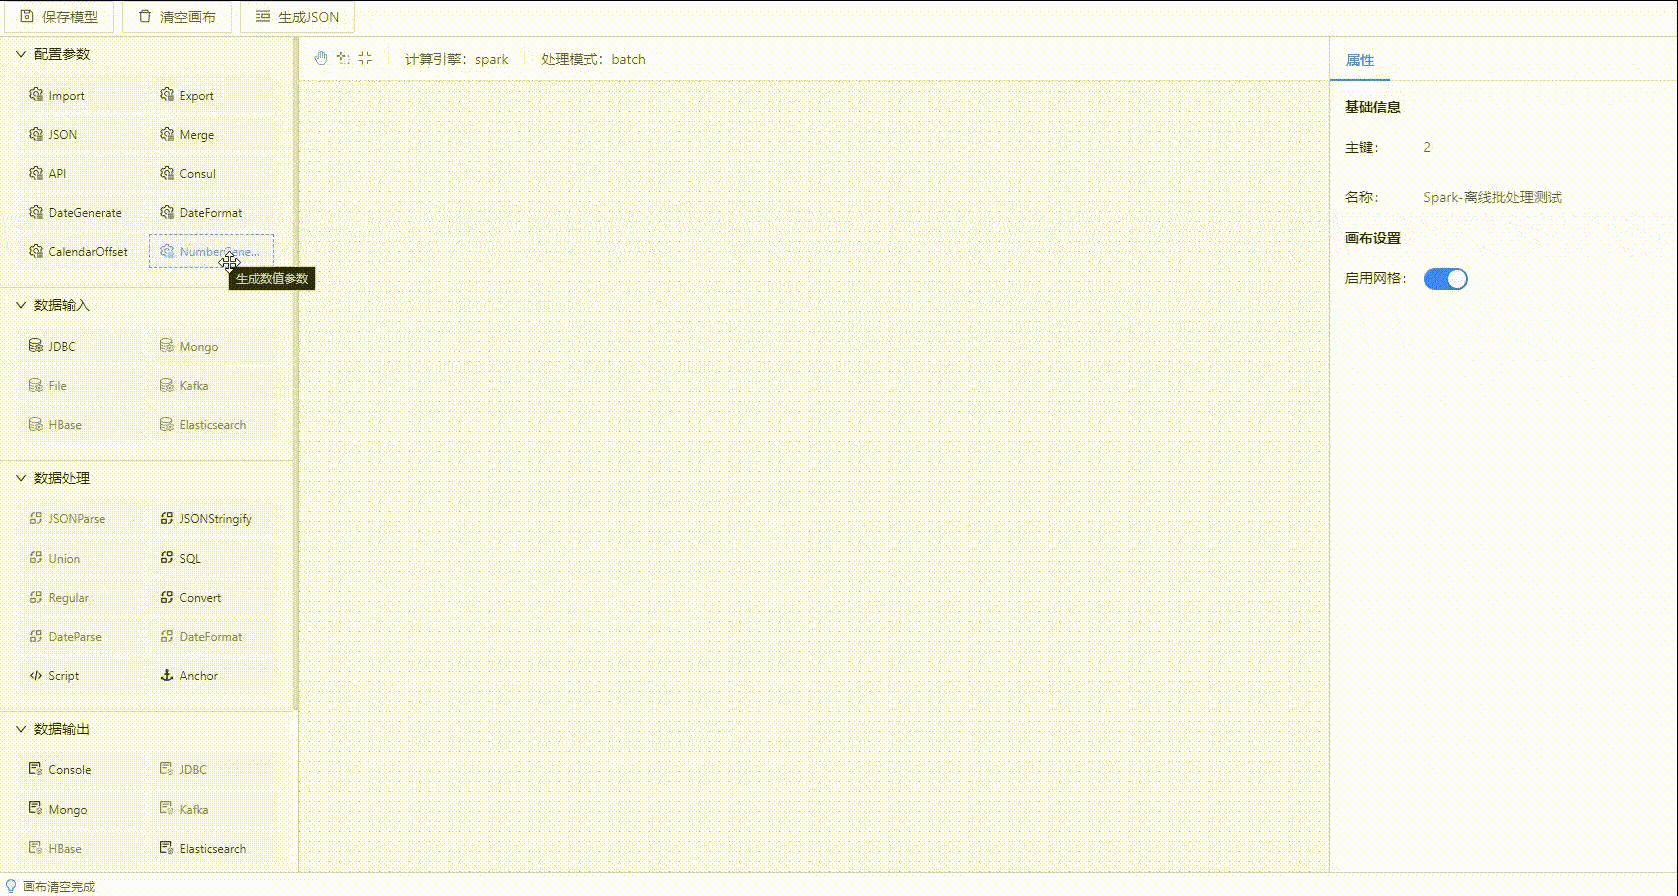 保存模型 清空画布 生成JSON
配置参数
Import Export
JSON Merge
API Consul
DateGenerate DateFormat
CalendarOffset NumberGene...
生成数值参数
数据输入
JDBC Mongo
File Kafka
HBase Elasticsearch
数据处理
JSONParse JSONStringify
Union SQL
Regular Convert
DateParse DateFormat
Script Anchor
数据输出
Console JDBC
Mongo Kafka
HBase Elasticsearch
画布清空完成
计算引擎: spark 处理模式: batch
属性
基础信息
主键: 2
名称: Spark-离线批处理测试
画布设置
启用网格: